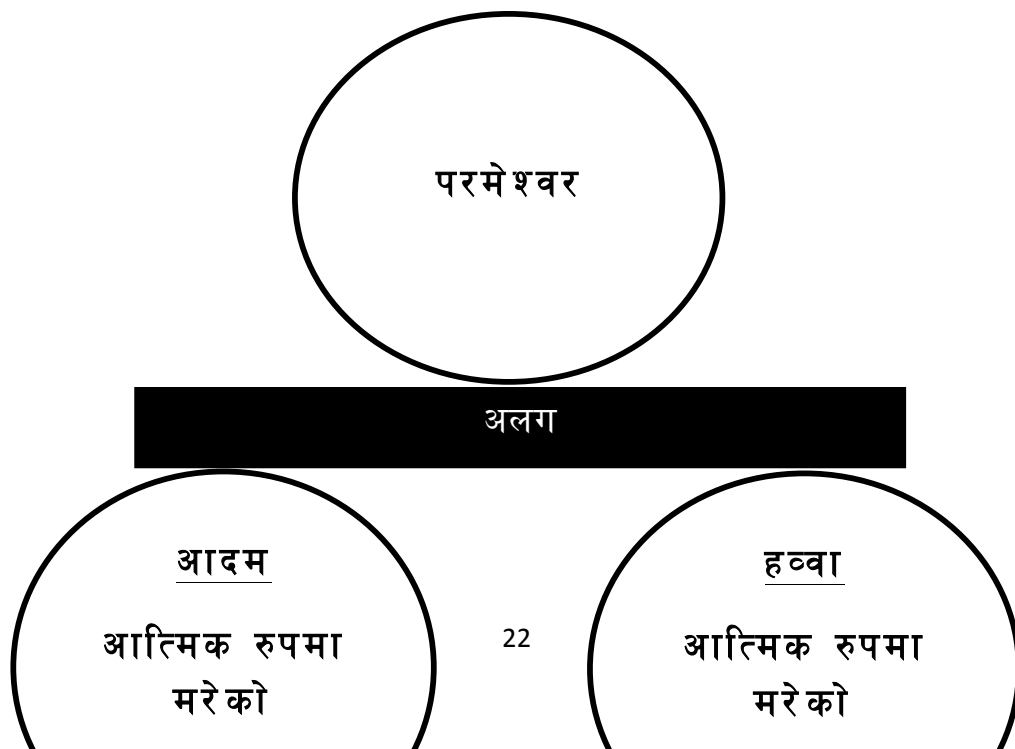 परमेश्वर
अलग
आदम
आत्मिक रुपमा
मरेको
22
हव्वा
आत्मिक रुपमा
मरेको